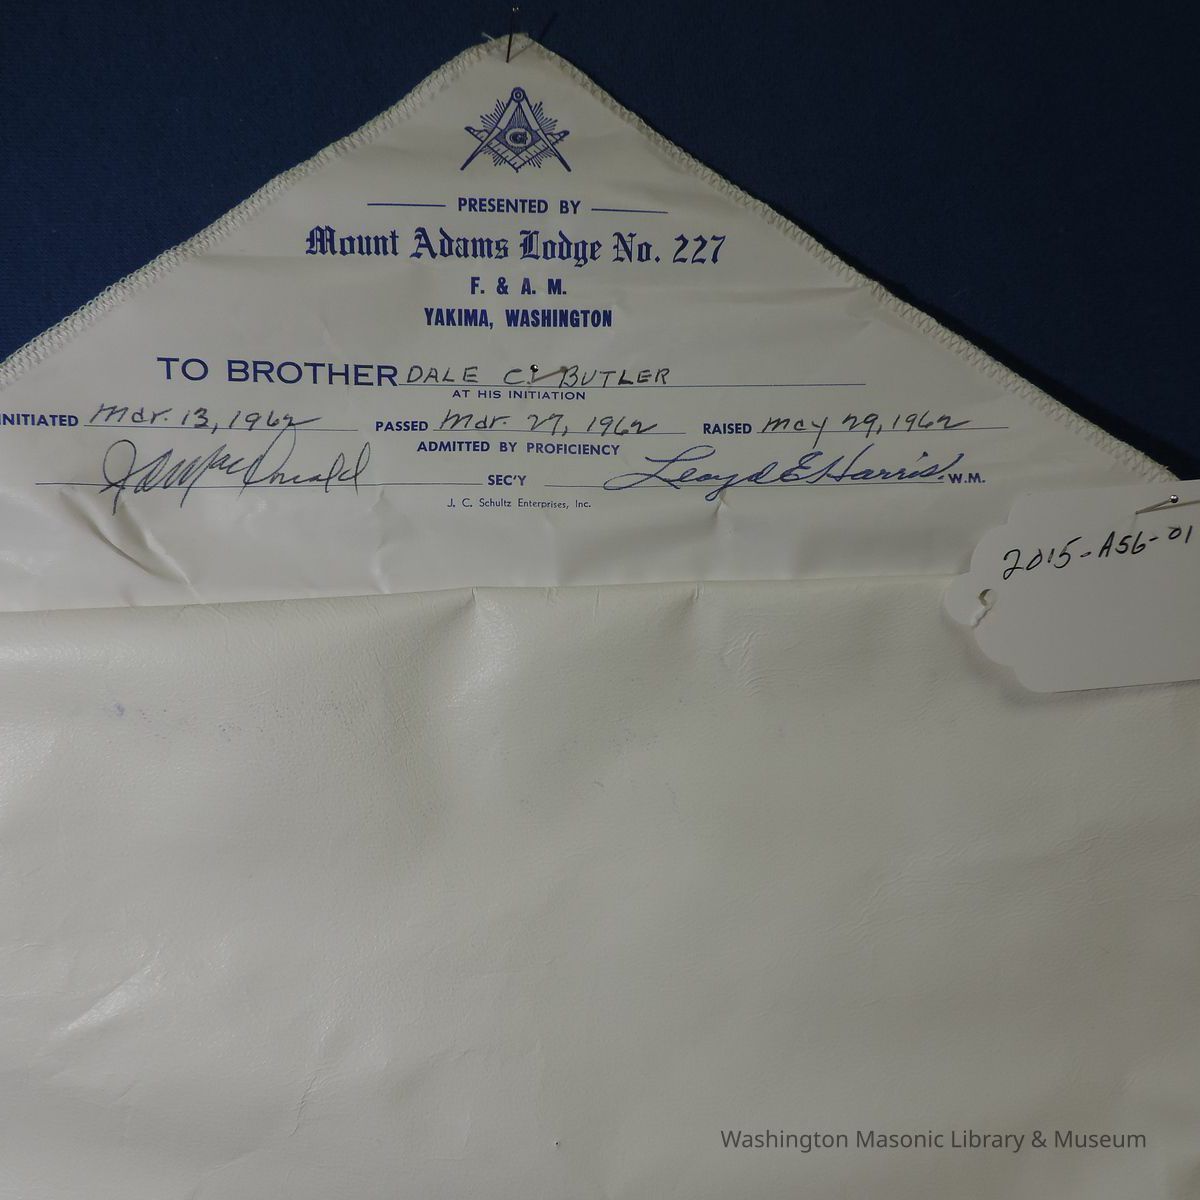 G
PRESENTED BY
Mount Adams Lodge No. 227
F. & A. M.
YAKIMA, WASHINGTON
TO BROTHER DALE C. BUTLER
AT HIS INITIATION
INITIATED Mar. 13, 1962 PASSED Mar. 27, 1962 RAISED May 29, 1962
ADMITTED BY PROFICIENCY
MacDonald SEC'Y Lloyd E Harris W.M.
J. C. Schultz Enterprises, Inc.
2015-A56-01
Washington Masonic Library & Museum